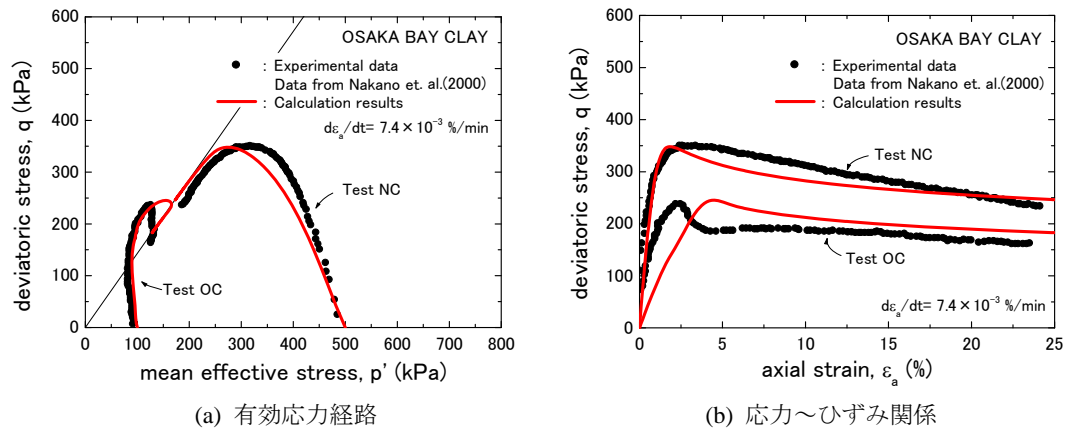 600
500
400
300
200
100
0
deviatoric stress, q (kPa)
OSAKA BAY CLAY
: Experimental data
Data from Nakano et. al.(2000)
: Calculation results
dεa/dt= 7.4 × 10⁻³ %/min
Test NC
Test OC
0 100 200 300 400 500 600 700 800
mean effective stress, p' (kPa)
(a) 有効応力経路
600
500
400
300
200
100
0
deviatoric stress, q (kPa)
OSAKA BAY CLAY
: Experimental data
Data from Nakano et. al.(2000)
: Calculation results
Test NC
Test OC
dεa/dt= 7.4 × 10⁻³ %/min
0 5 10 15 20 25
axial strain, εa (%)
(b) 応力～ひずみ関係